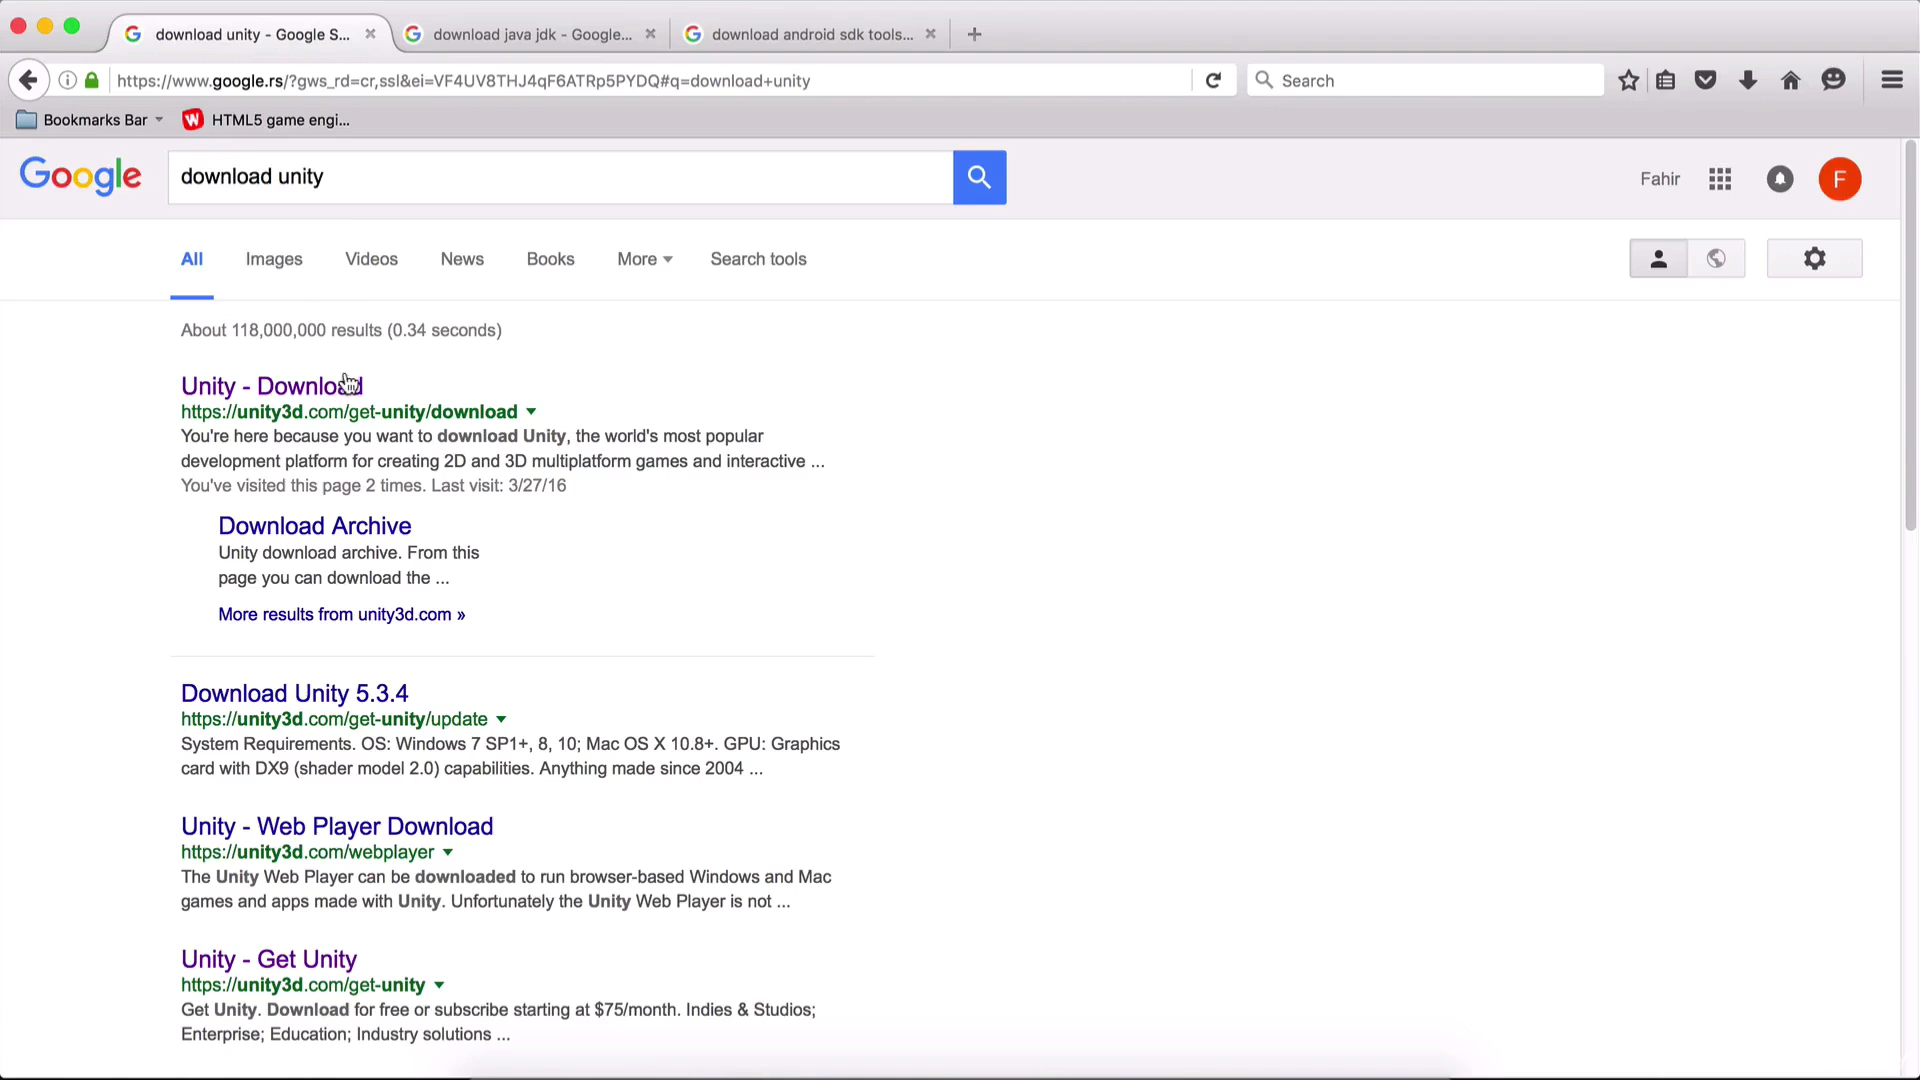 download unity - Google S...
download java jdk - Google...
download android sdk tools...
https://www.google.rs/?gws_rd=cr,ssl&ei=VF4UV8THJ4qF6ATRp5PYDQ#q=download+unity
Search
Bookmarks Bar
W
HTML5 game engi...
Google
download unity
Fahir
F
All
Images
Videos
News
Books
More
Search tools
About 118,000,000 results (0.34 seconds)
Unity - Download
https://unity3d.com/get-unity/download
You're here because you want to download Unity, the world's most popular
development platform for creating 2D and 3D multiplatform games and interactive ...
You've visited this page 2 times. Last visit: 3/27/16
Download Archive
Unity download archive. From this
page you can download the ...
More results from unity3d.com »
Download Unity 5.3.4
https://unity3d.com/get-unity/update
System Requirements. OS: Windows 7 SP1+, 8, 10; Mac OS X 10.8+. GPU: Graphics
card with DX9 (shader model 2.0) capabilities. Anything made since 2004 ...
Unity - Web Player Download
https://unity3d.com/webplayer
The Unity Web Player can be downloaded to run browser-based Windows and Mac
games and apps made with Unity. Unfortunately the Unity Web Player is not ...
Unity - Get Unity
https://unity3d.com/get-unity
Get Unity. Download for free or subscribe starting at $75/month. Indies & Studios;
Enterprise; Education; Industry solutions ...